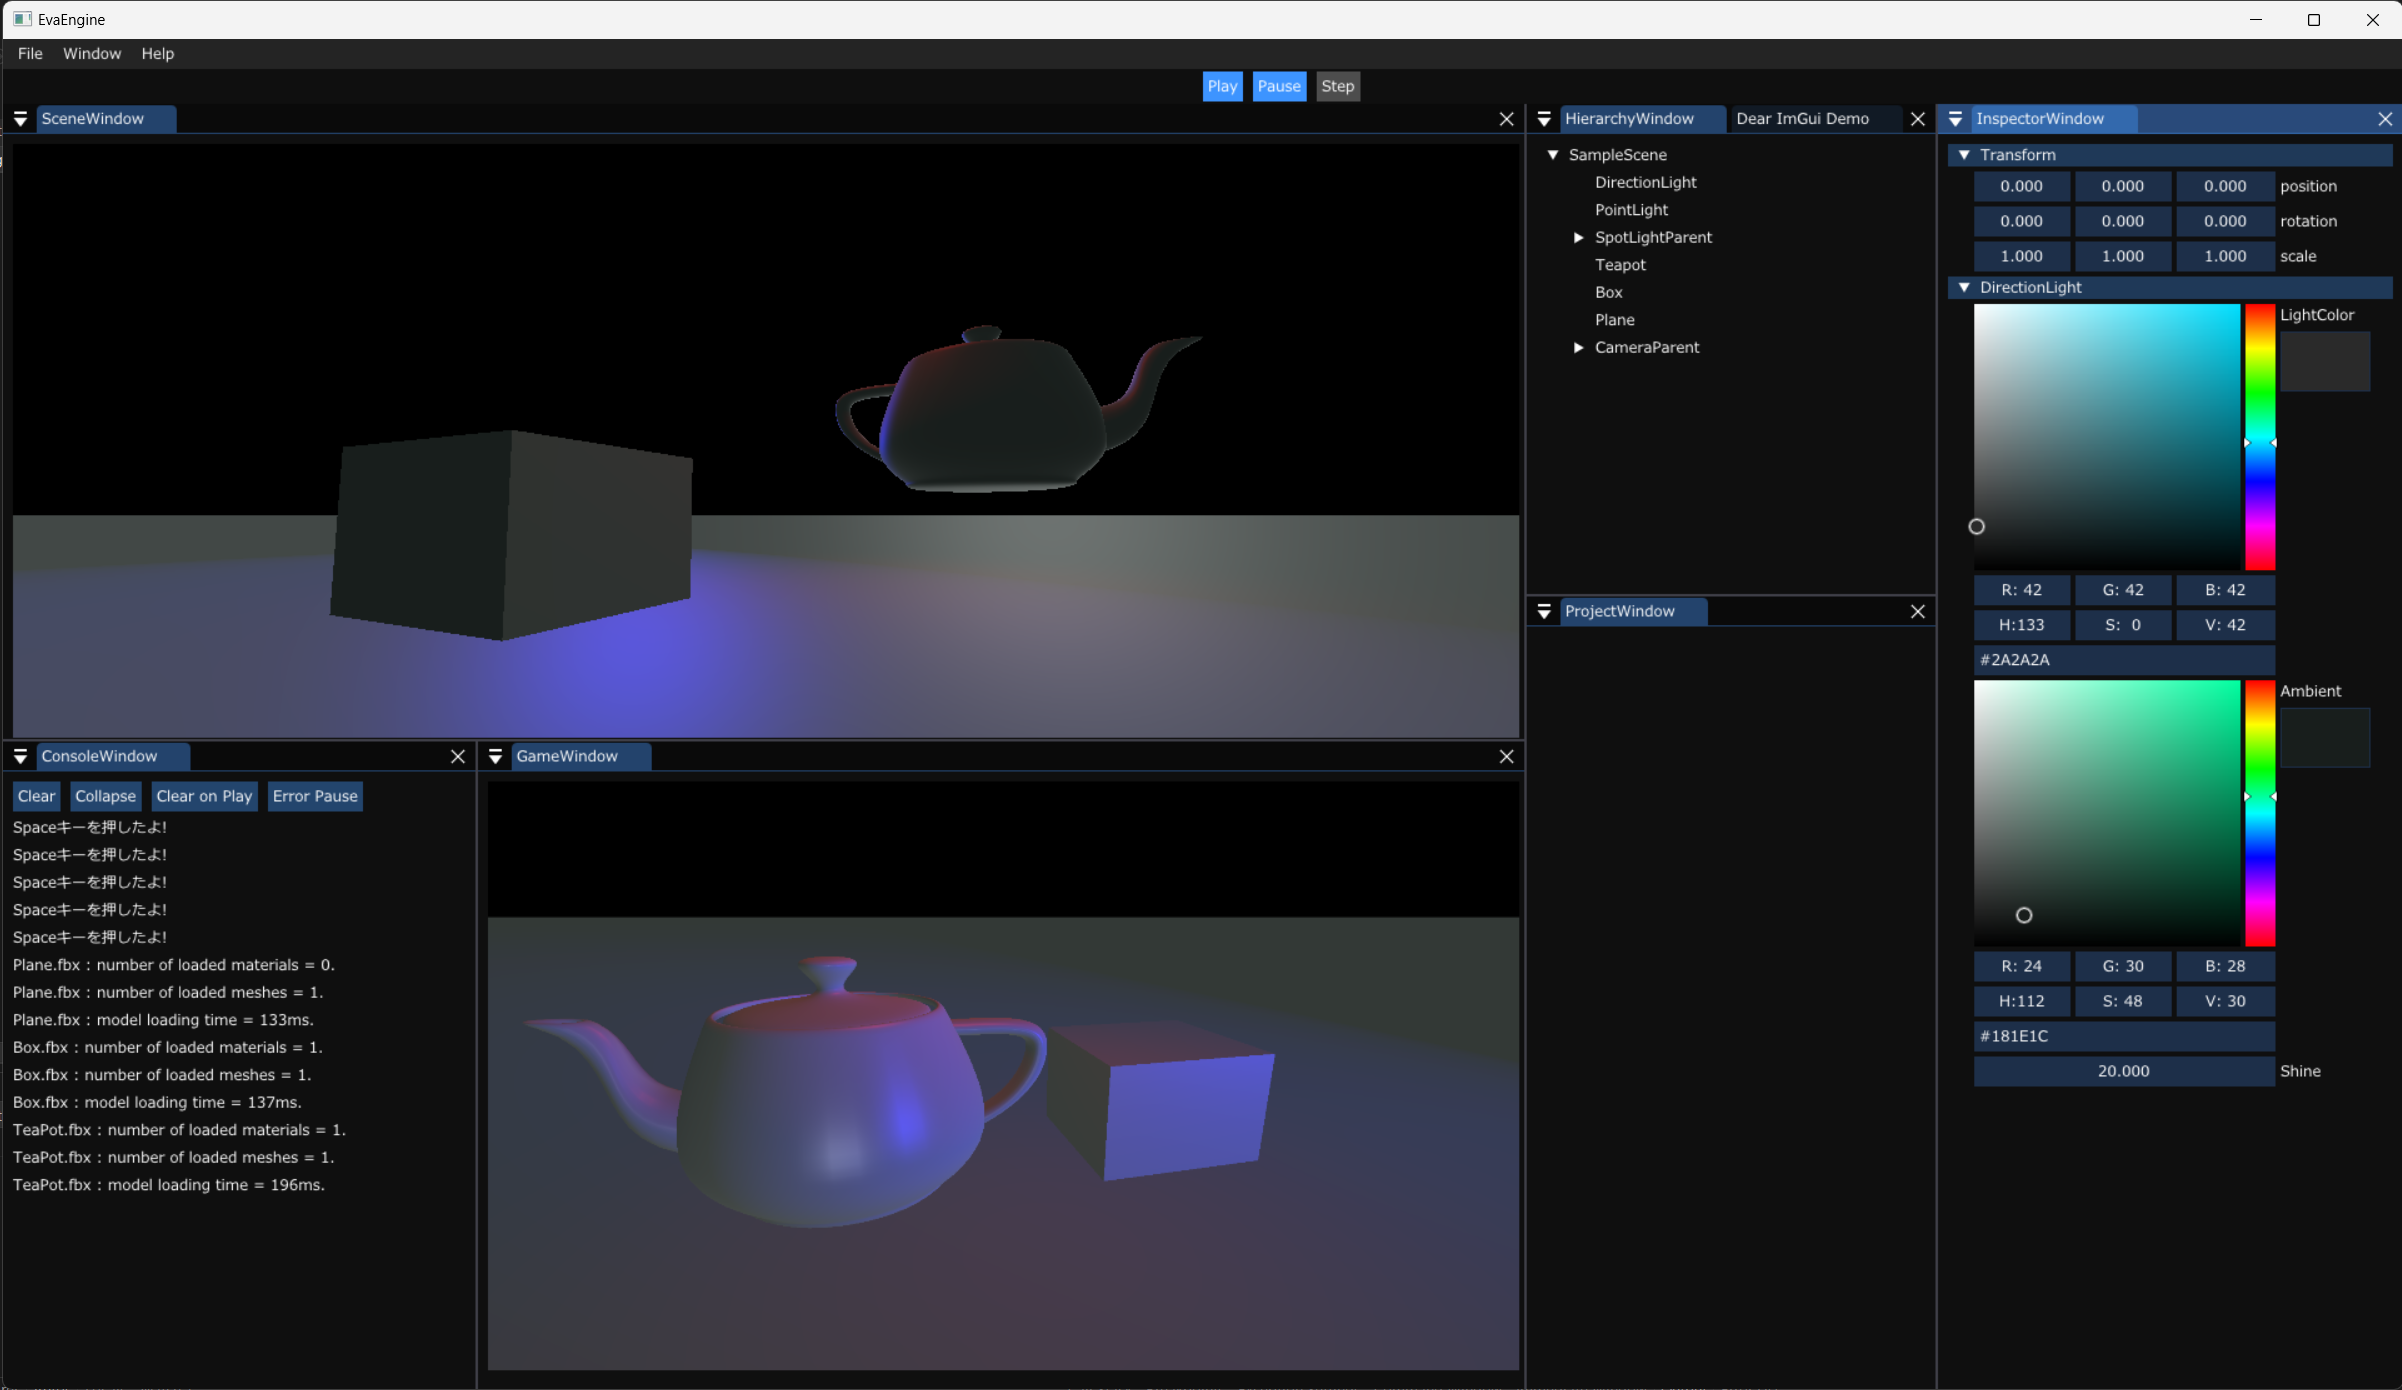 EvaEngine
File Window Help
Play Pause Step
SceneWindow
HierarchyWindow Dear ImGui Demo
SampleScene
DirectionLight
PointLight
SpotLightParent
Teapot
Box
Plane
CameraParent
InspectorWindow
Transform
0.000 0.000 0.000 position
0.000 0.000 0.000 rotation
1.000 1.000 1.000 scale
DirectionLight
LightColor
R: 42 G: 42 B: 42
H:133 S: 0 V: 42
#2A2A2A
Ambient
R: 24 G: 30 B: 28
H:112 S: 48 V: 30
#181E1C
20.000 Shine
ProjectWindow
ConsoleWindow
Clear Collapse Clear on Play Error Pause
Spaceキーを押したよ!
Spaceキーを押したよ!
Spaceキーを押したよ!
Spaceキーを押したよ!
Spaceキーを押したよ!
Plane.fbx : number of loaded materials = 0.
Plane.fbx : number of loaded meshes = 1.
Plane.fbx : model loading time = 133ms.
Box.fbx : number of loaded materials = 1.
Box.fbx : number of loaded meshes = 1.
Box.fbx : model loading time = 137ms.
TeaPot.fbx : number of loaded materials = 1.
TeaPot.fbx : number of loaded meshes = 1.
TeaPot.fbx : model loading time = 196ms.
GameWindow